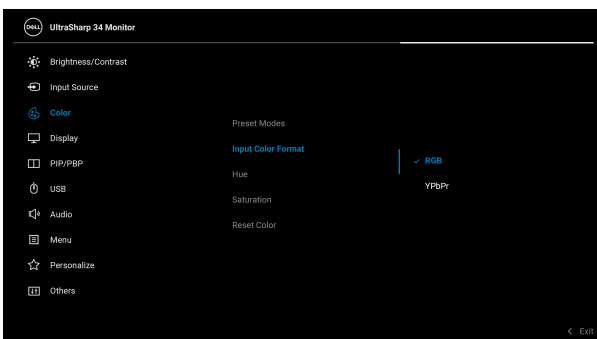 DELL UltraSharp 34 Monitor
Brightness/Contrast
Input Source
Color
Display
PIP/PBP
USB
Audio
Menu
Personalize
Others
Preset Modes
Input Color Format
Hue
Saturation
Reset Color
RGB
YPbPr
Exit